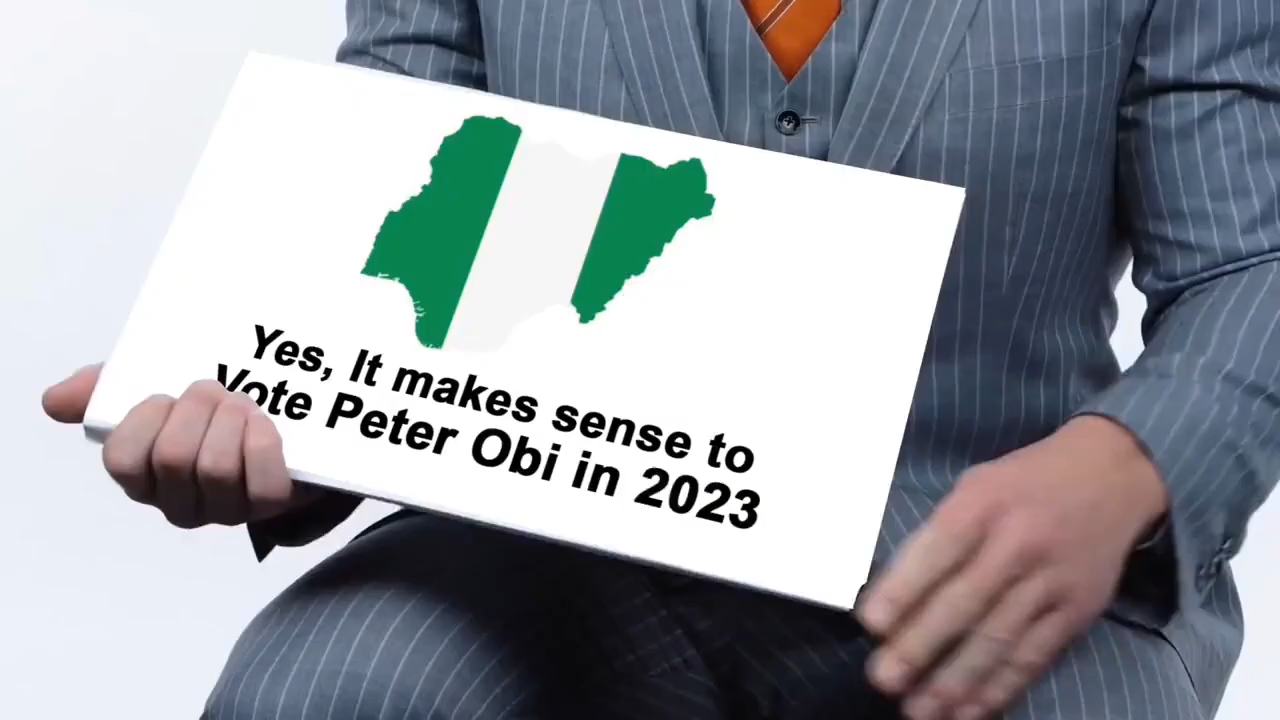 Yes, It makes sense to
Vote Peter Obi in 2023